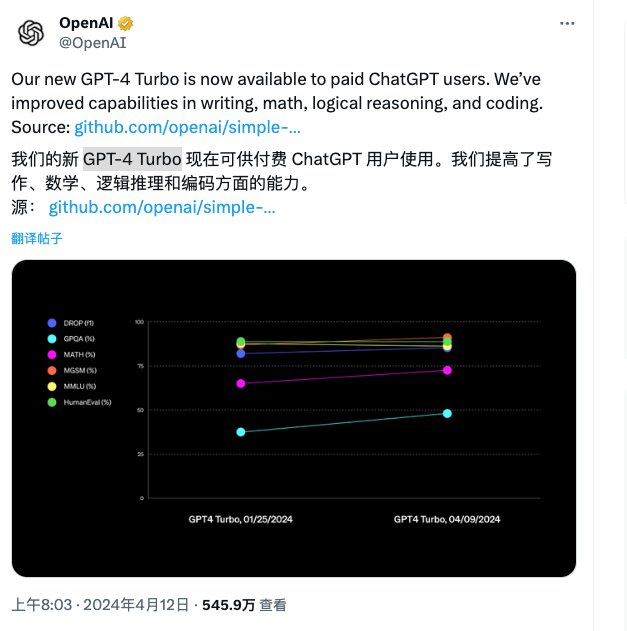 OpenAI
@OpenAI
Our new GPT-4 Turbo is now available to paid ChatGPT users. We’ve
improved capabilities in writing, math, logical reasoning, and coding.
Source: github.com/openai/simple-…
我们的新 GPT-4 Turbo 现在可供付费 ChatGPT 用户使用。我们提高了写
作、数学、逻辑推理和编码方面的能力。
源： github.com/openai/simple-…
翻译帖子
DROP (f1)
GPQA (%)
MATH (%)
MGSM (%)
MMLU (%)
HumanEval (%)
100
75
50
25
0
GPT4 Turbo, 01/25/2024
GPT4 Turbo, 04/09/2024
上午8:03 · 2024年4月12日 · 545.9万 查看